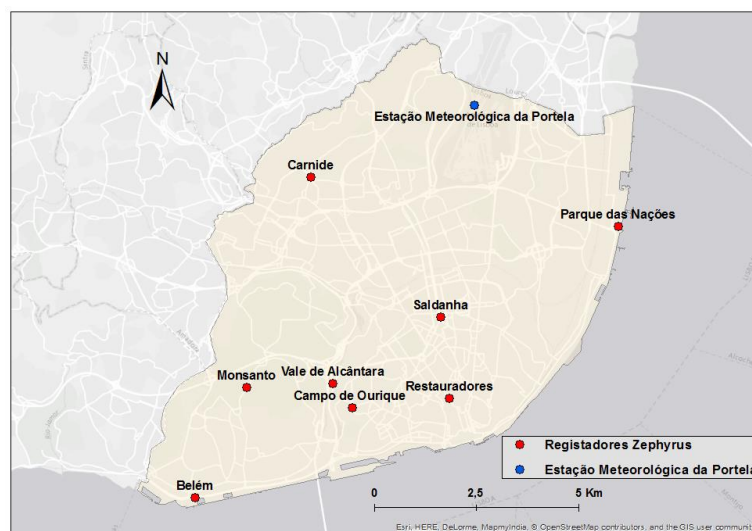 N
Estação Meteorológica da Portela
Carnide
Parque das Nações
Saldanha
Vale de Alcântara
Monsanto
Campo de Ourique
Restauradores
Belém
Registadores Zephyrus
Estação Meteorológica da Portela
0 2,5 5 Km
Esri, HERE, DeLorme, MapmyIndia, © OpenStreetMap contributors, and the GIS user communi